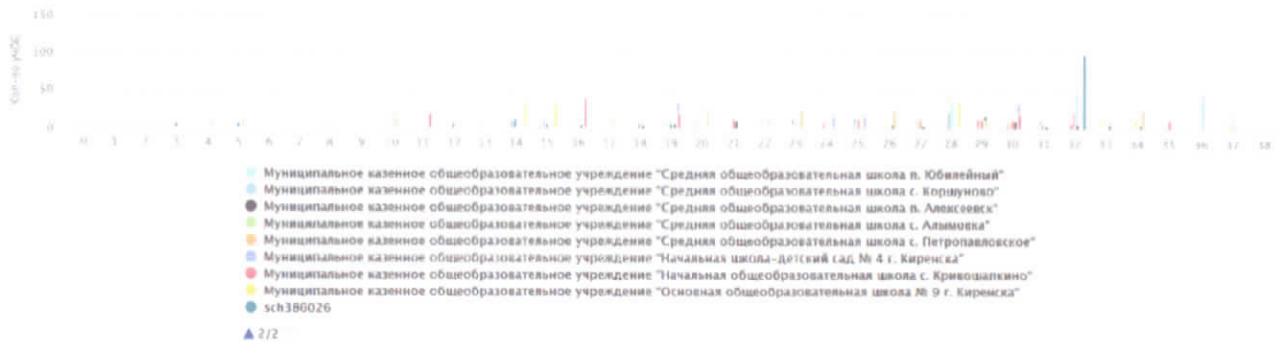 150
100
50
0
Кол-во уч/ОЕ
0 1 2 3 4 5 6 7 8 9 10 11 12 13 14 15 16 17 18 19 20 21 22 23 24 25 26 27 28 29 30 31 32 33 34 35 36 37 38
Муниципальное казенное общеобразовательное учреждение "Средняя общеобразовательная школа п. Юбилейный"
Муниципальное казенное общеобразовательное учреждение "Средняя общеобразовательная школа с. Коршуново"
Муниципальное казенное общеобразовательное учреждение "Средняя общеобразовательная школа п. Алексеевск"
Муниципальное казенное общеобразовательное учреждение "Средняя общеобразовательная школа с. Алымовка"
Муниципальное казенное общеобразовательное учреждение "Средняя общеобразовательная школа с. Петропавловское"
Муниципальное казенное общеобразовательное учреждение "Начальная школа-детский сад № 4 г. Киренска"
Муниципальное казенное общеобразовательное учреждение "Начальная общеобразовательная школа с. Кривошапкино"
Муниципальное казенное общеобразовательное учреждение "Основная общеобразовательная школа № 9 г. Киренска"
sch380026
2/2